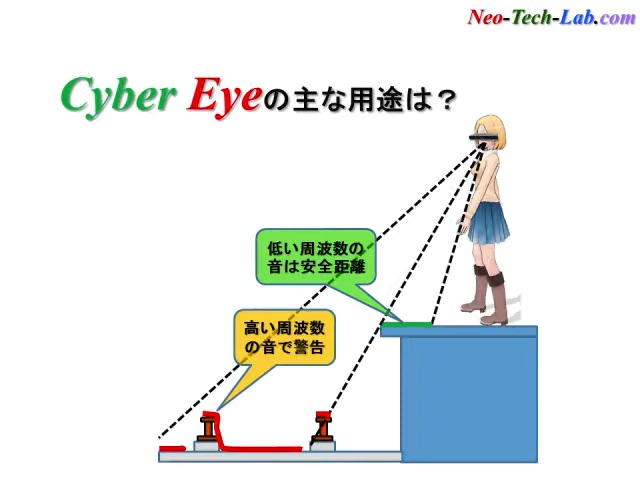 Neo-Tech-Lab.com
Cyber Eyeの主な用途は？
低い周波数の
音は安全距離
高い周波数
の音で警告